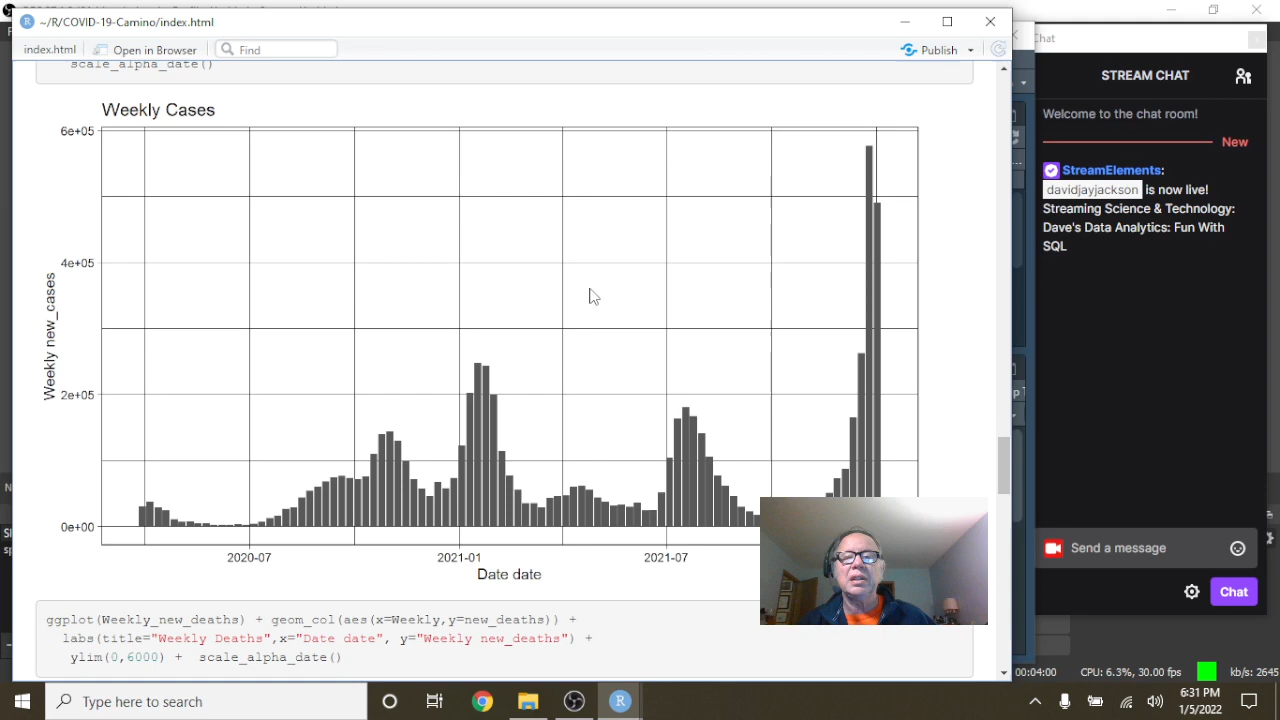 ~/R/COVID-19-Camino/index.html
index.html
Open in Browser
Find
Publish
scale_alpha_date()
Weekly Cases
6e+05
4e+05
2e+05
0e+00
Weekly new_cases
2020-07
2021-01
2021-07
Date date
ggplot(Weekly_new_deaths) + geom_col(aes(x=Weekly,y=new_deaths)) +
labs(title="Weekly Deaths",x="Date date", y="Weekly new_deaths") +
ylim(0,6000) + scale_alpha_date()
Chat
STREAM CHAT
Welcome to the chat room!
New
StreamElements:
davidjayjackson is now live!
Streaming Science & Technology:
Dave's Data Analytics: Fun With
SQL
Send a message
Chat
00:04:00 CPU: 6.3%, 30.00 fps kb/s: 2645
Type here to search
R
6:31 PM
1/5/2022